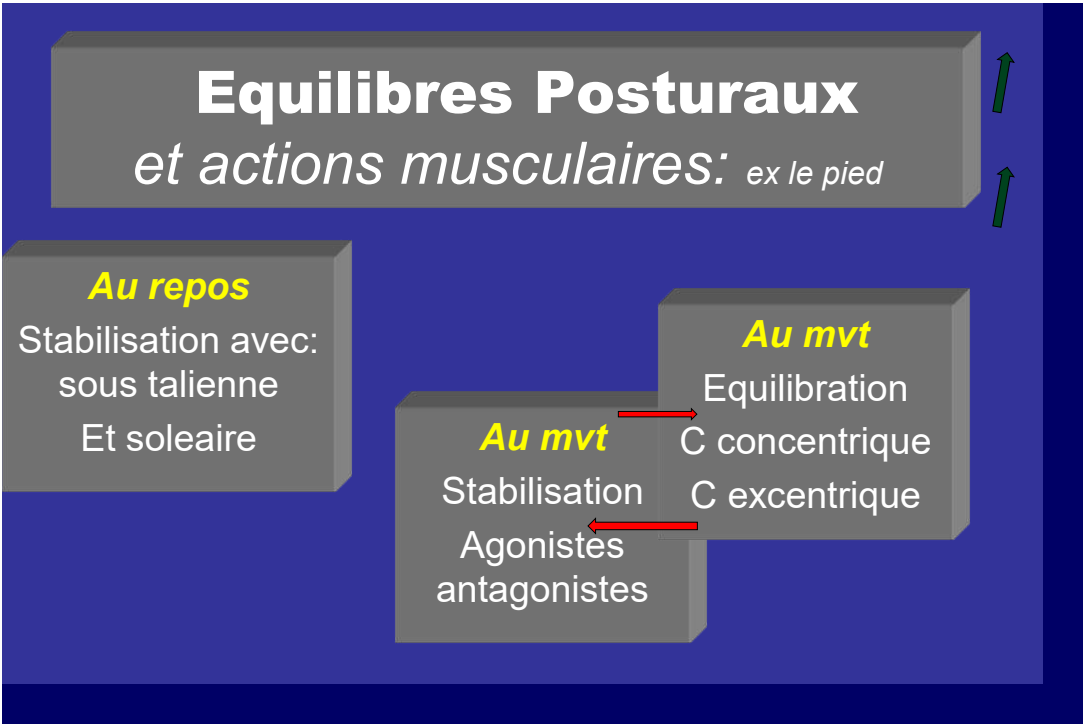 Equilibres Posturaux
et actions musculaires: ex le pied
Au repos
Stabilisation avec:
sous talienne
Et soleaire
Au mvt
Stabilisation
Agonistes
antagonistes
Au mvt
Equilibration
C concentrique
C excentrique